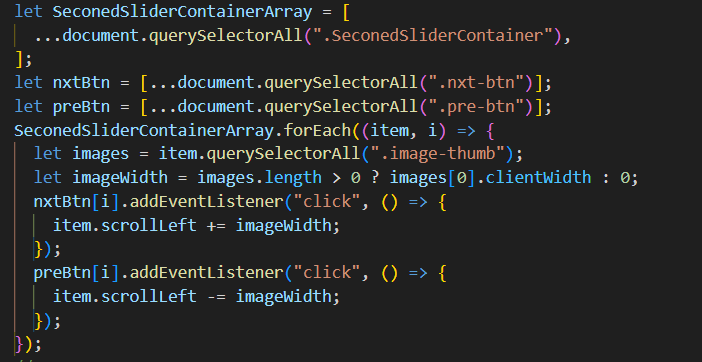 let SeconedSliderContainerArray = [
  ...document.querySelectorAll(".SeconedSliderContainer"),
];
let nxtBtn = [...document.querySelectorAll(".nxt-btn")];
let preBtn = [...document.querySelectorAll(".pre-btn")];
SeconedSliderContainerArray.forEach((item, i) => {
  let images = item.querySelectorAll(".image-thumb");
  let imageWidth = images.length > 0 ? images[0].clientWidth : 0;
  nxtBtn[i].addEventListener("click", () => {
    item.scrollLeft += imageWidth;
  });
  preBtn[i].addEventListener("click", () => {
    item.scrollLeft -= imageWidth;
  });
});